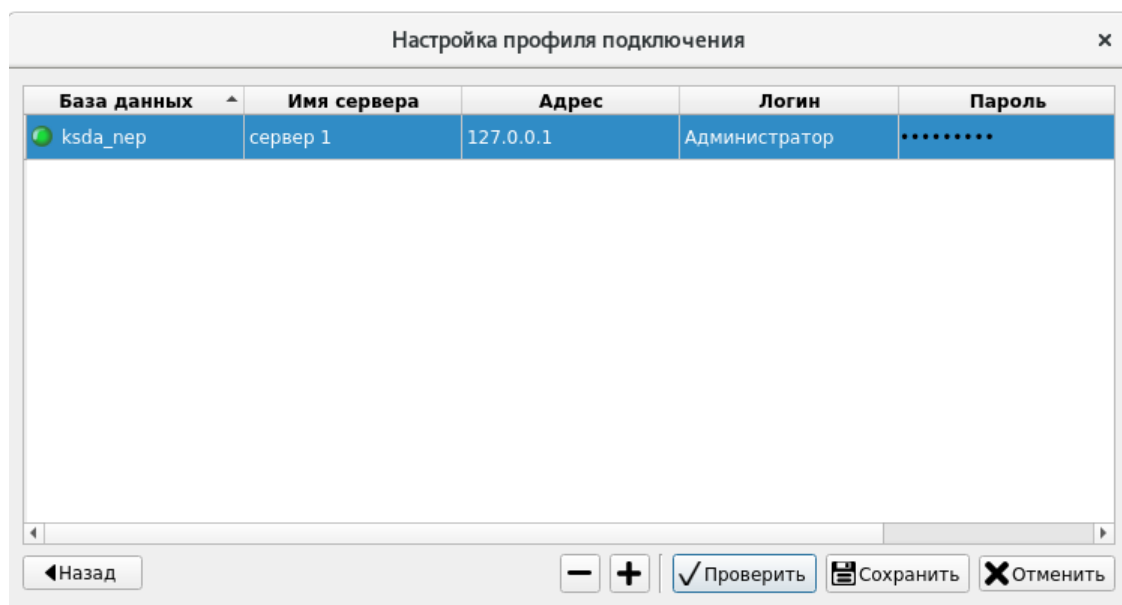 Настройка профиля подключения
База данных Имя сервера Адрес Логин Пароль
ksda_nep сервер 1 127.0.0.1 Администратор •••••••••
Назад Проверить Сохранить Отменить